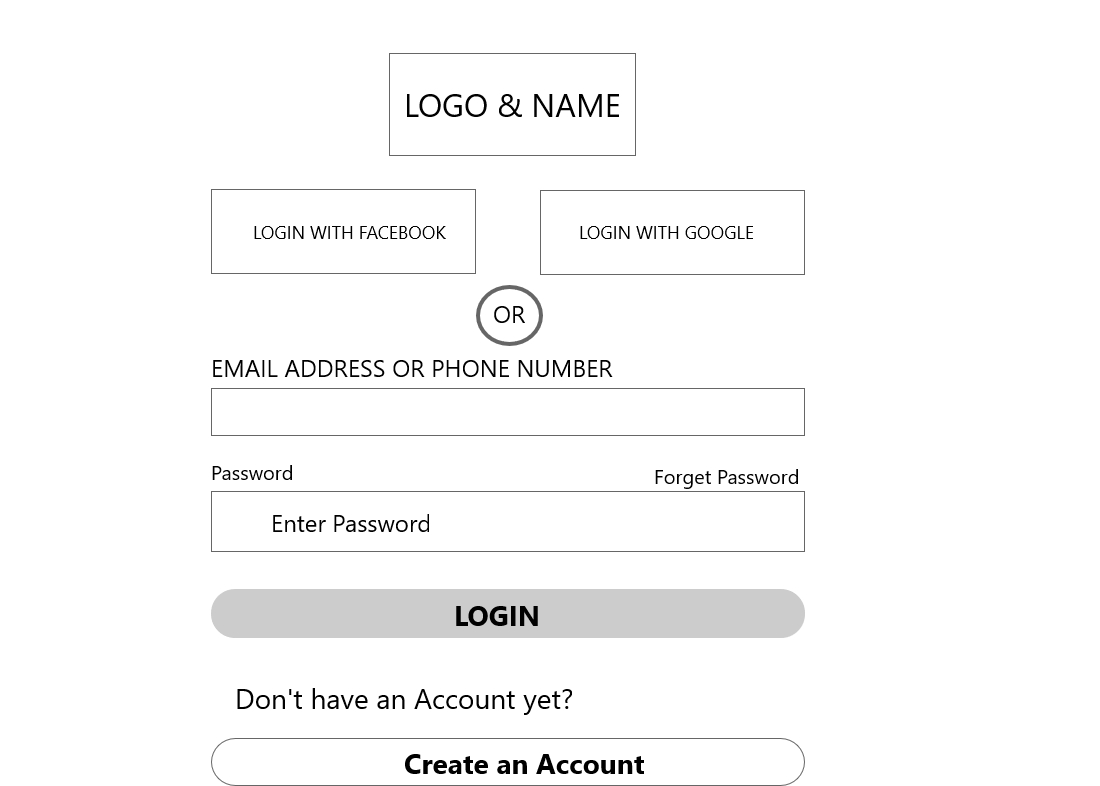 LOGO & NAME
LOGIN WITH FACEBOOK
LOGIN WITH GOOGLE
OR
EMAIL ADDRESS OR PHONE NUMBER
Password
Forget Password
Enter Password
LOGIN
Don't have an Account yet?
Create an Account